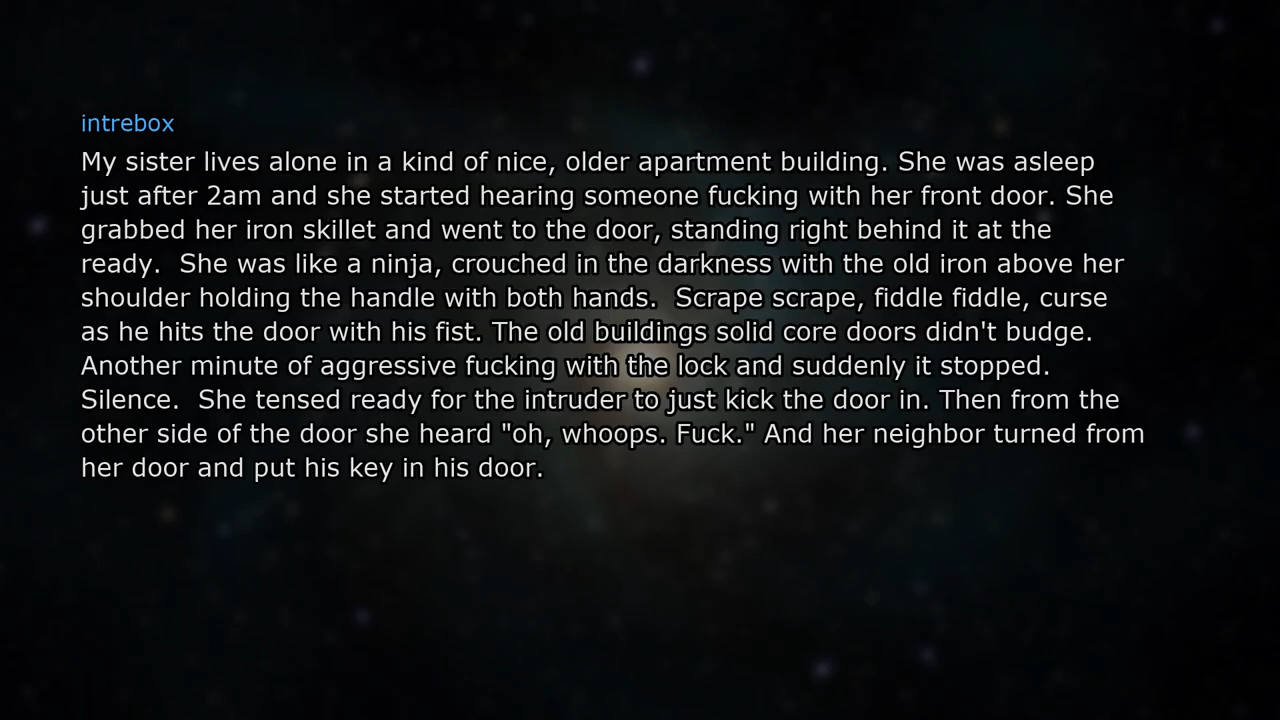 intrebox
My sister lives alone in a kind of nice, older apartment building. She was asleep
just after 2am and she started hearing someone fucking with her front door. She
grabbed her iron skillet and went to the door, standing right behind it at the
ready.  She was like a ninja, crouched in the darkness with the old iron above her
shoulder holding the handle with both hands.  Scrape scrape, fiddle fiddle, curse
as he hits the door with his fist. The old buildings solid core doors didn't budge.
Another minute of aggressive fucking with the lock and suddenly it stopped.
Silence.  She tensed ready for the intruder to just kick the door in. Then from the
other side of the door she heard "oh, whoops. Fuck." And her neighbor turned from
her door and put his key in his door.